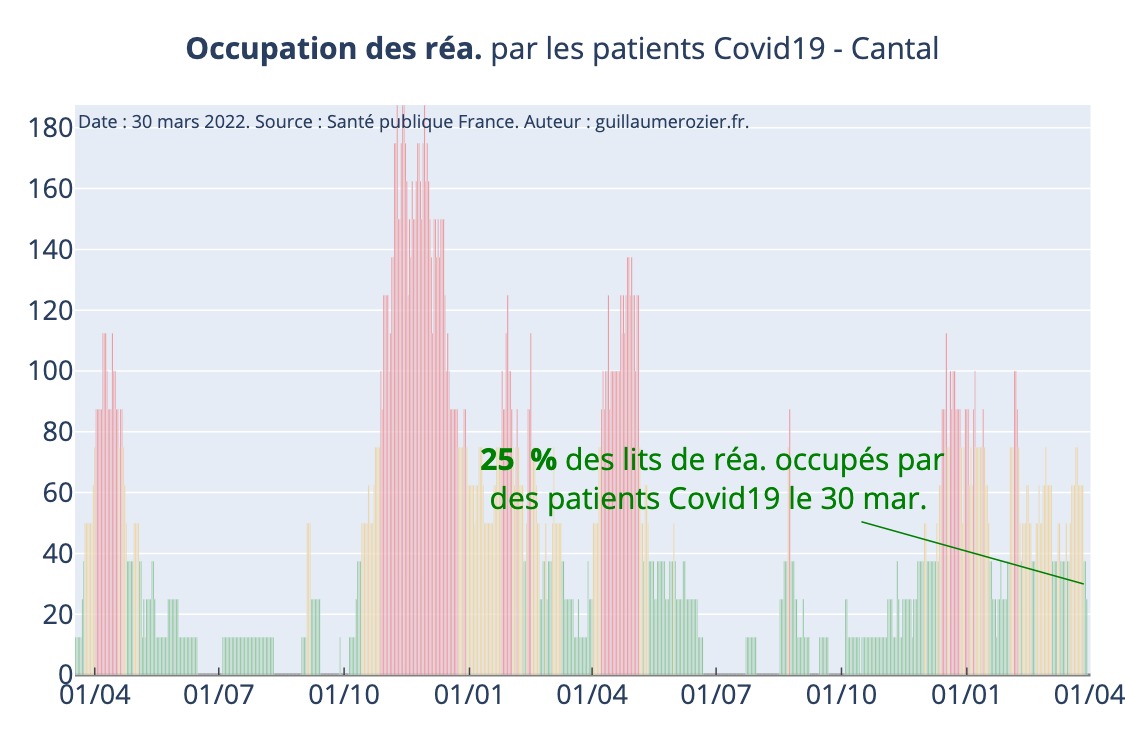 Occupation des réa. par les patients Covid19 - Cantal
Date : 30 mars 2022. Source : Santé publique France. Auteur : guillaumerozier.fr.
180
160
140
120
100
80
60
40
20
0
25 % des lits de réa. occupés par
des patients Covid19 le 30 mar.
01/04 01/07 01/10 01/01 01/04 01/07 01/10 01/01 01/04